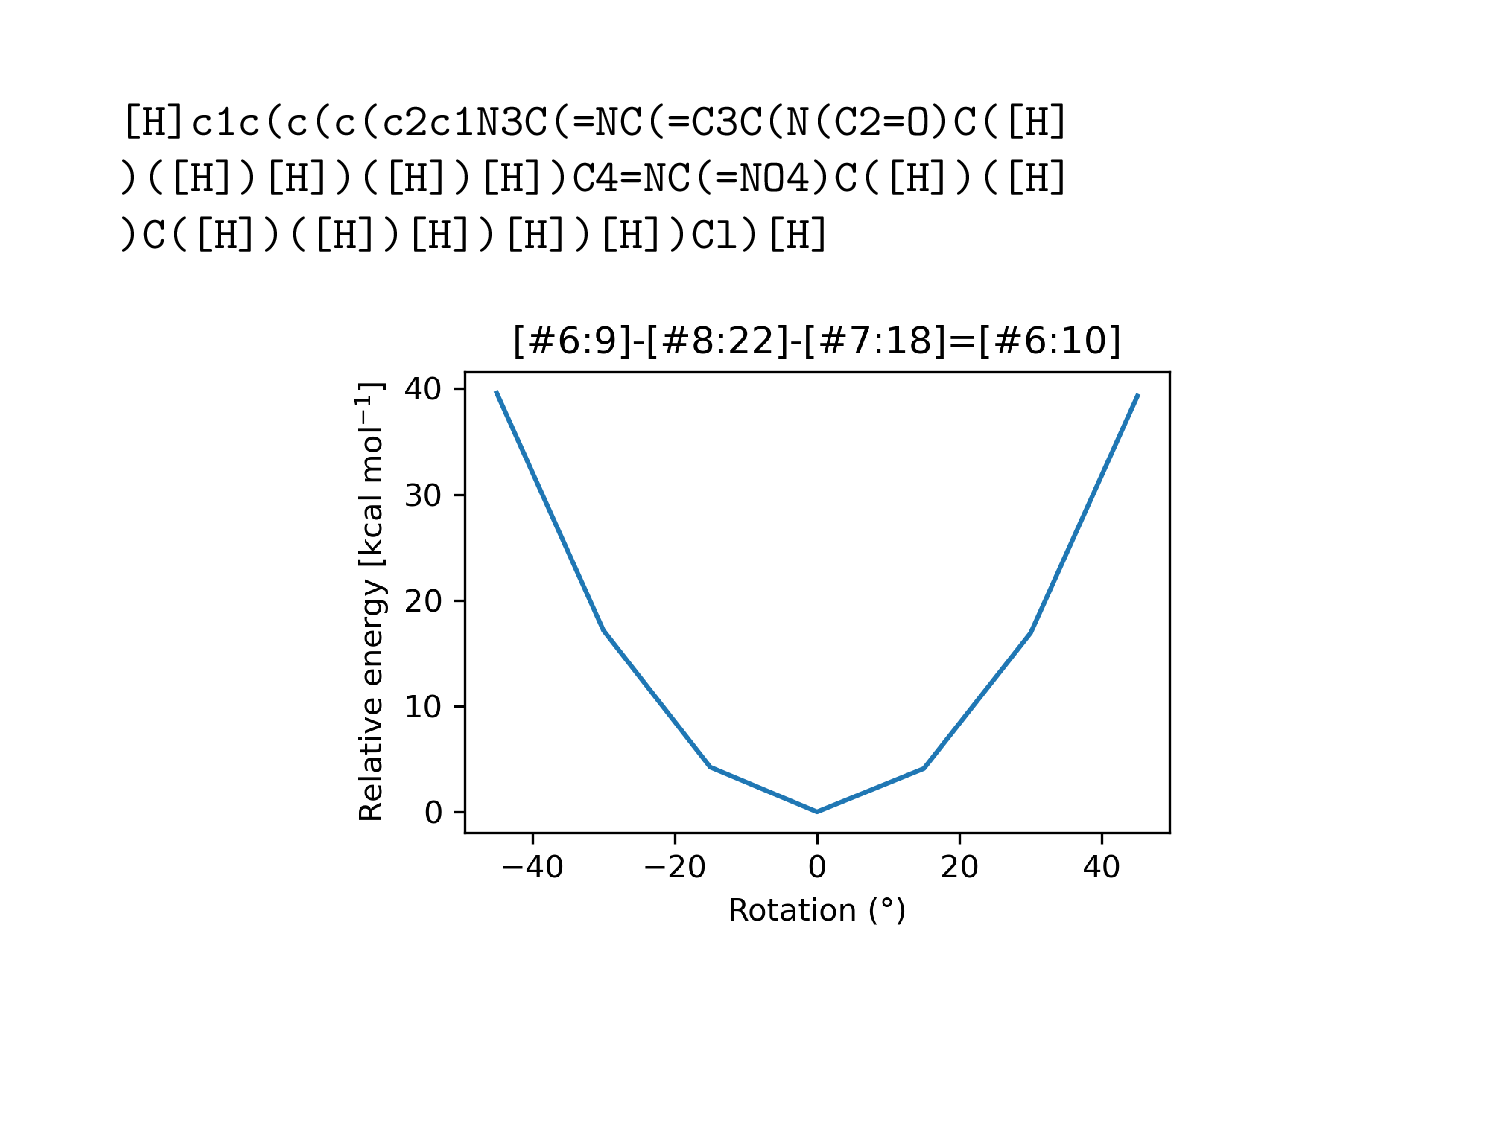 [H]c1c(c(c(c2c1N3C(=NC(=C3C(N(C2=O)C([H]
)([H])[H])([H])[H])C4=NC(=NO4)C([H])([H]
)C([H])([H])[H])[H])[H])Cl)[H]
[#6:9]-[#8:22]-[#7:18]=[#6:10]
Relative energy [kcal mol⁻¹]
40
30
20
10
0
−40
−20
0
20
40
Rotation (°)